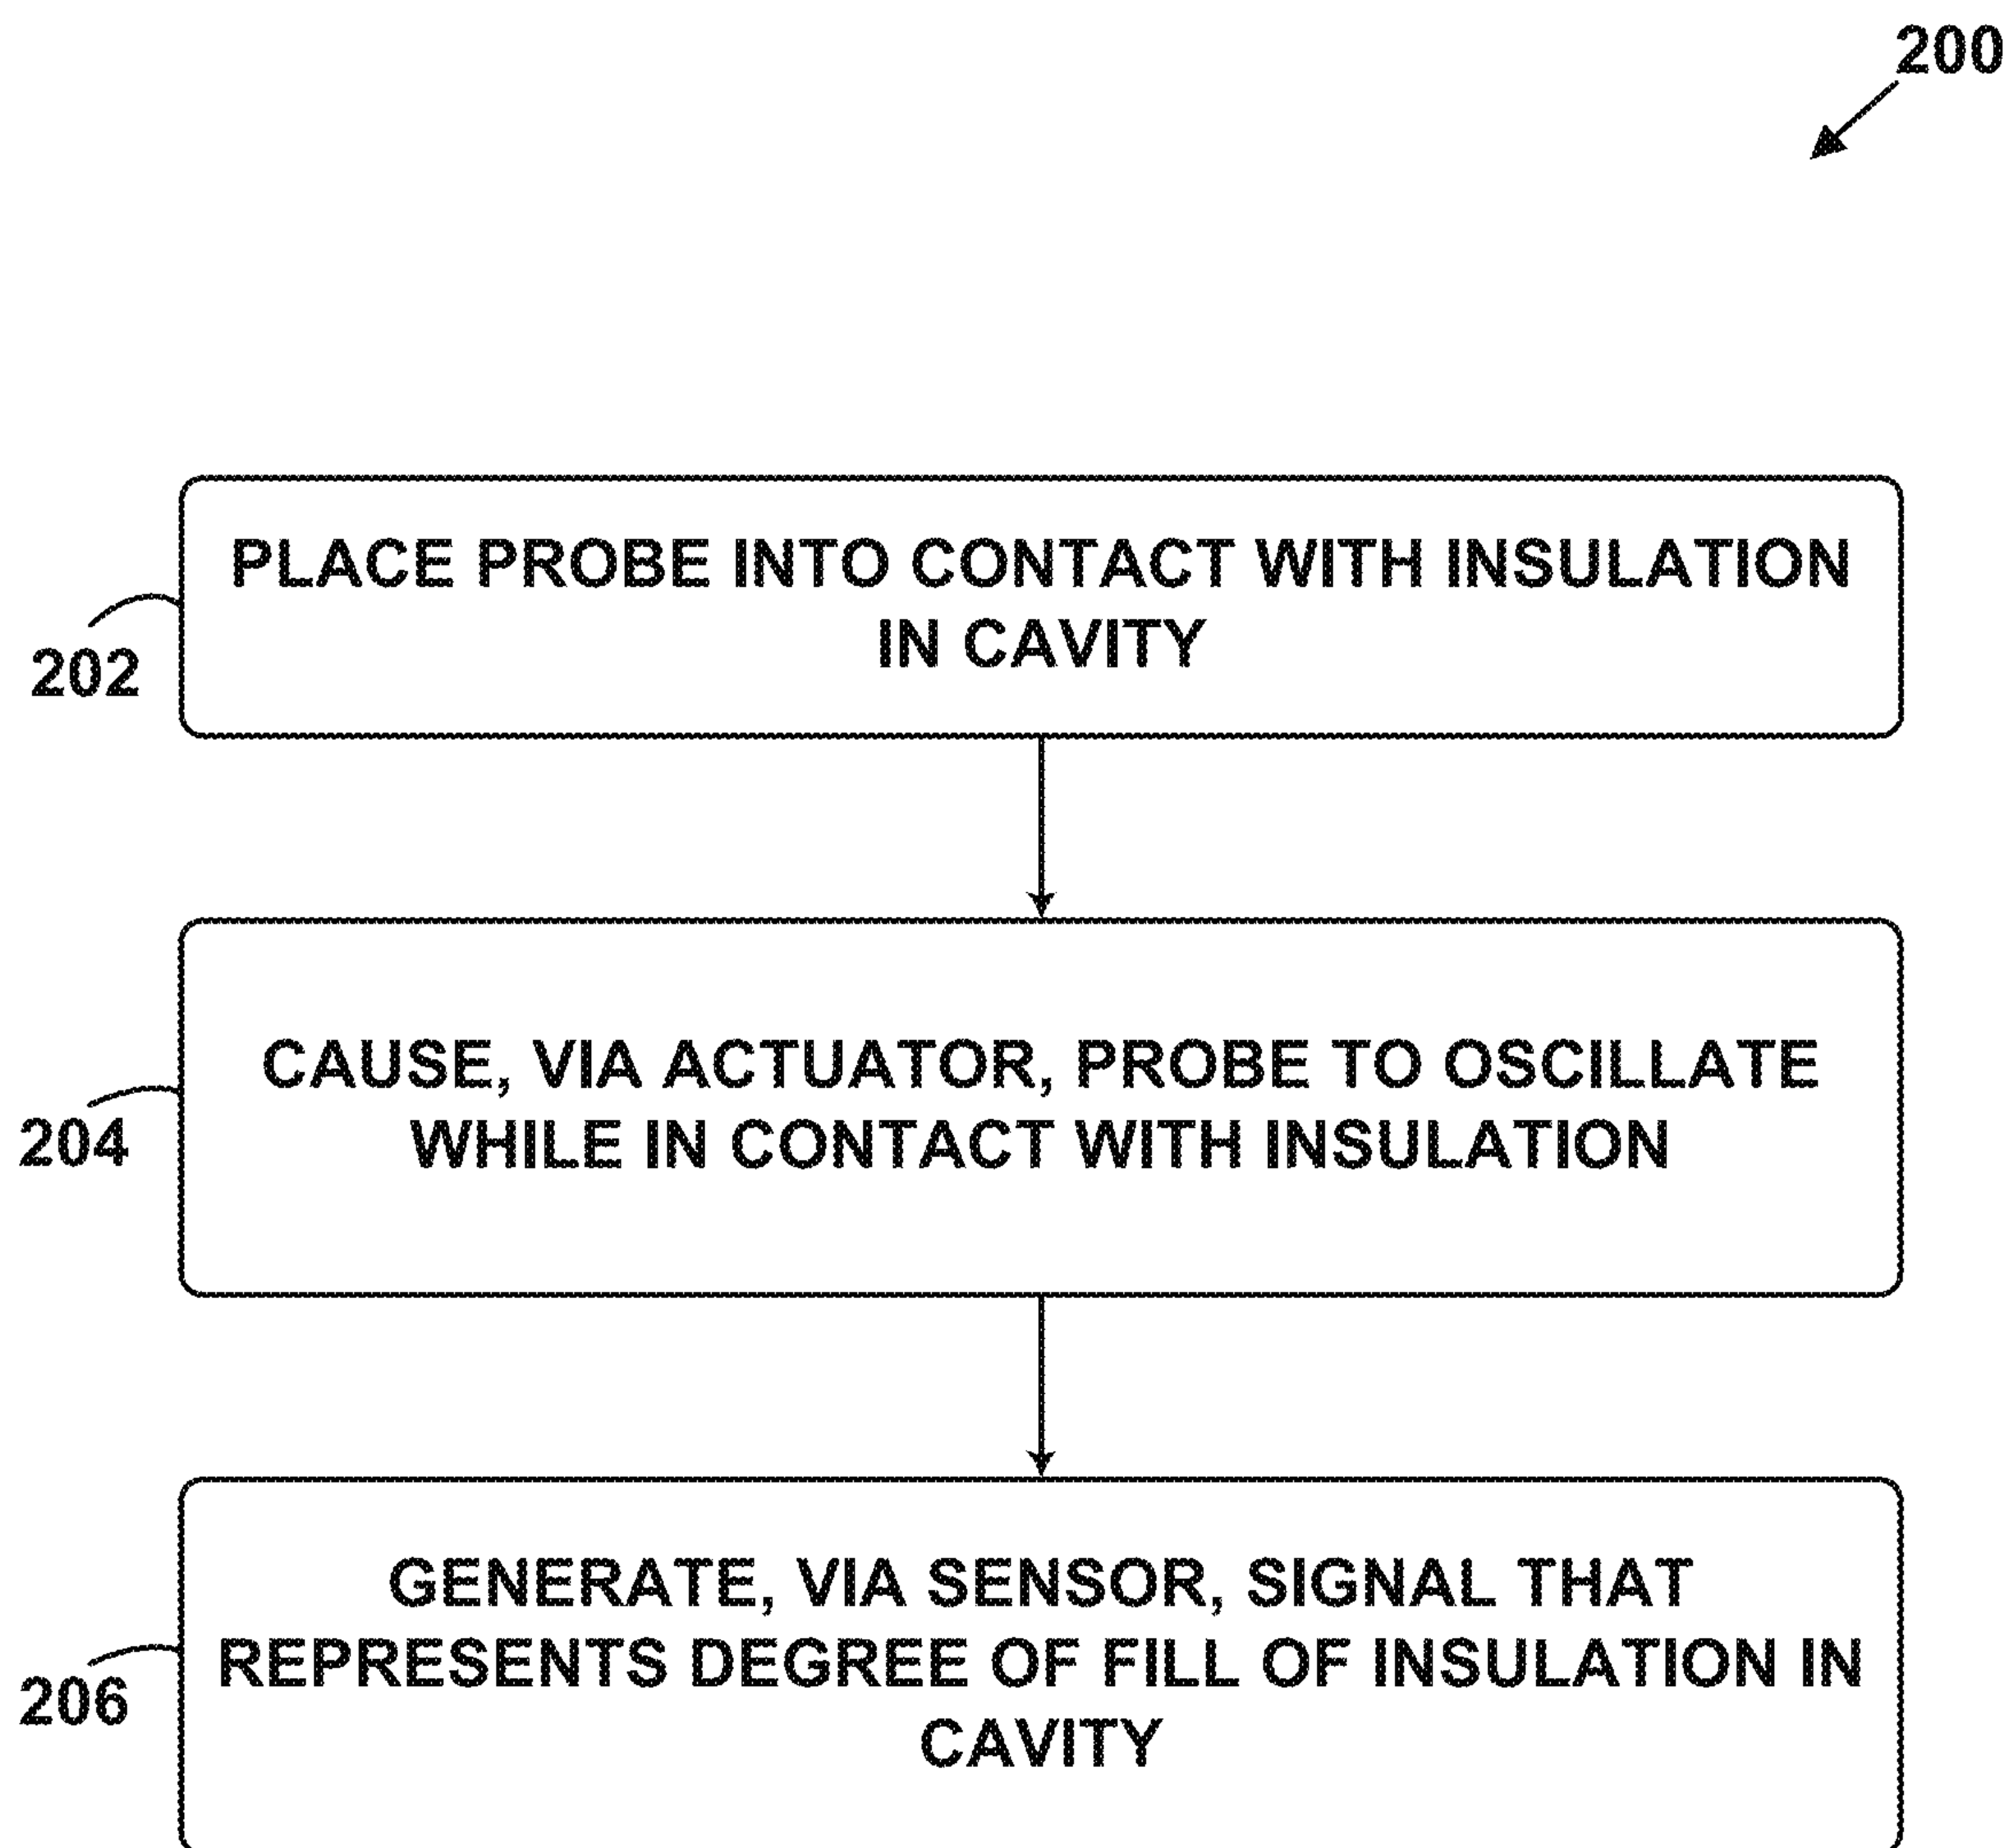 200
PLACE PROBE INTO CONTACT WITH INSULATION
IN CAVITY
202
CAUSE, VIA ACTUATOR, PROBE TO OSCILLATE
WHILE IN CONTACT WITH INSULATION
204
GENERATE, VIA SENSOR, SIGNAL THAT
REPRESENTS DEGREE OF FILL OF INSULATION IN
CAVITY
206